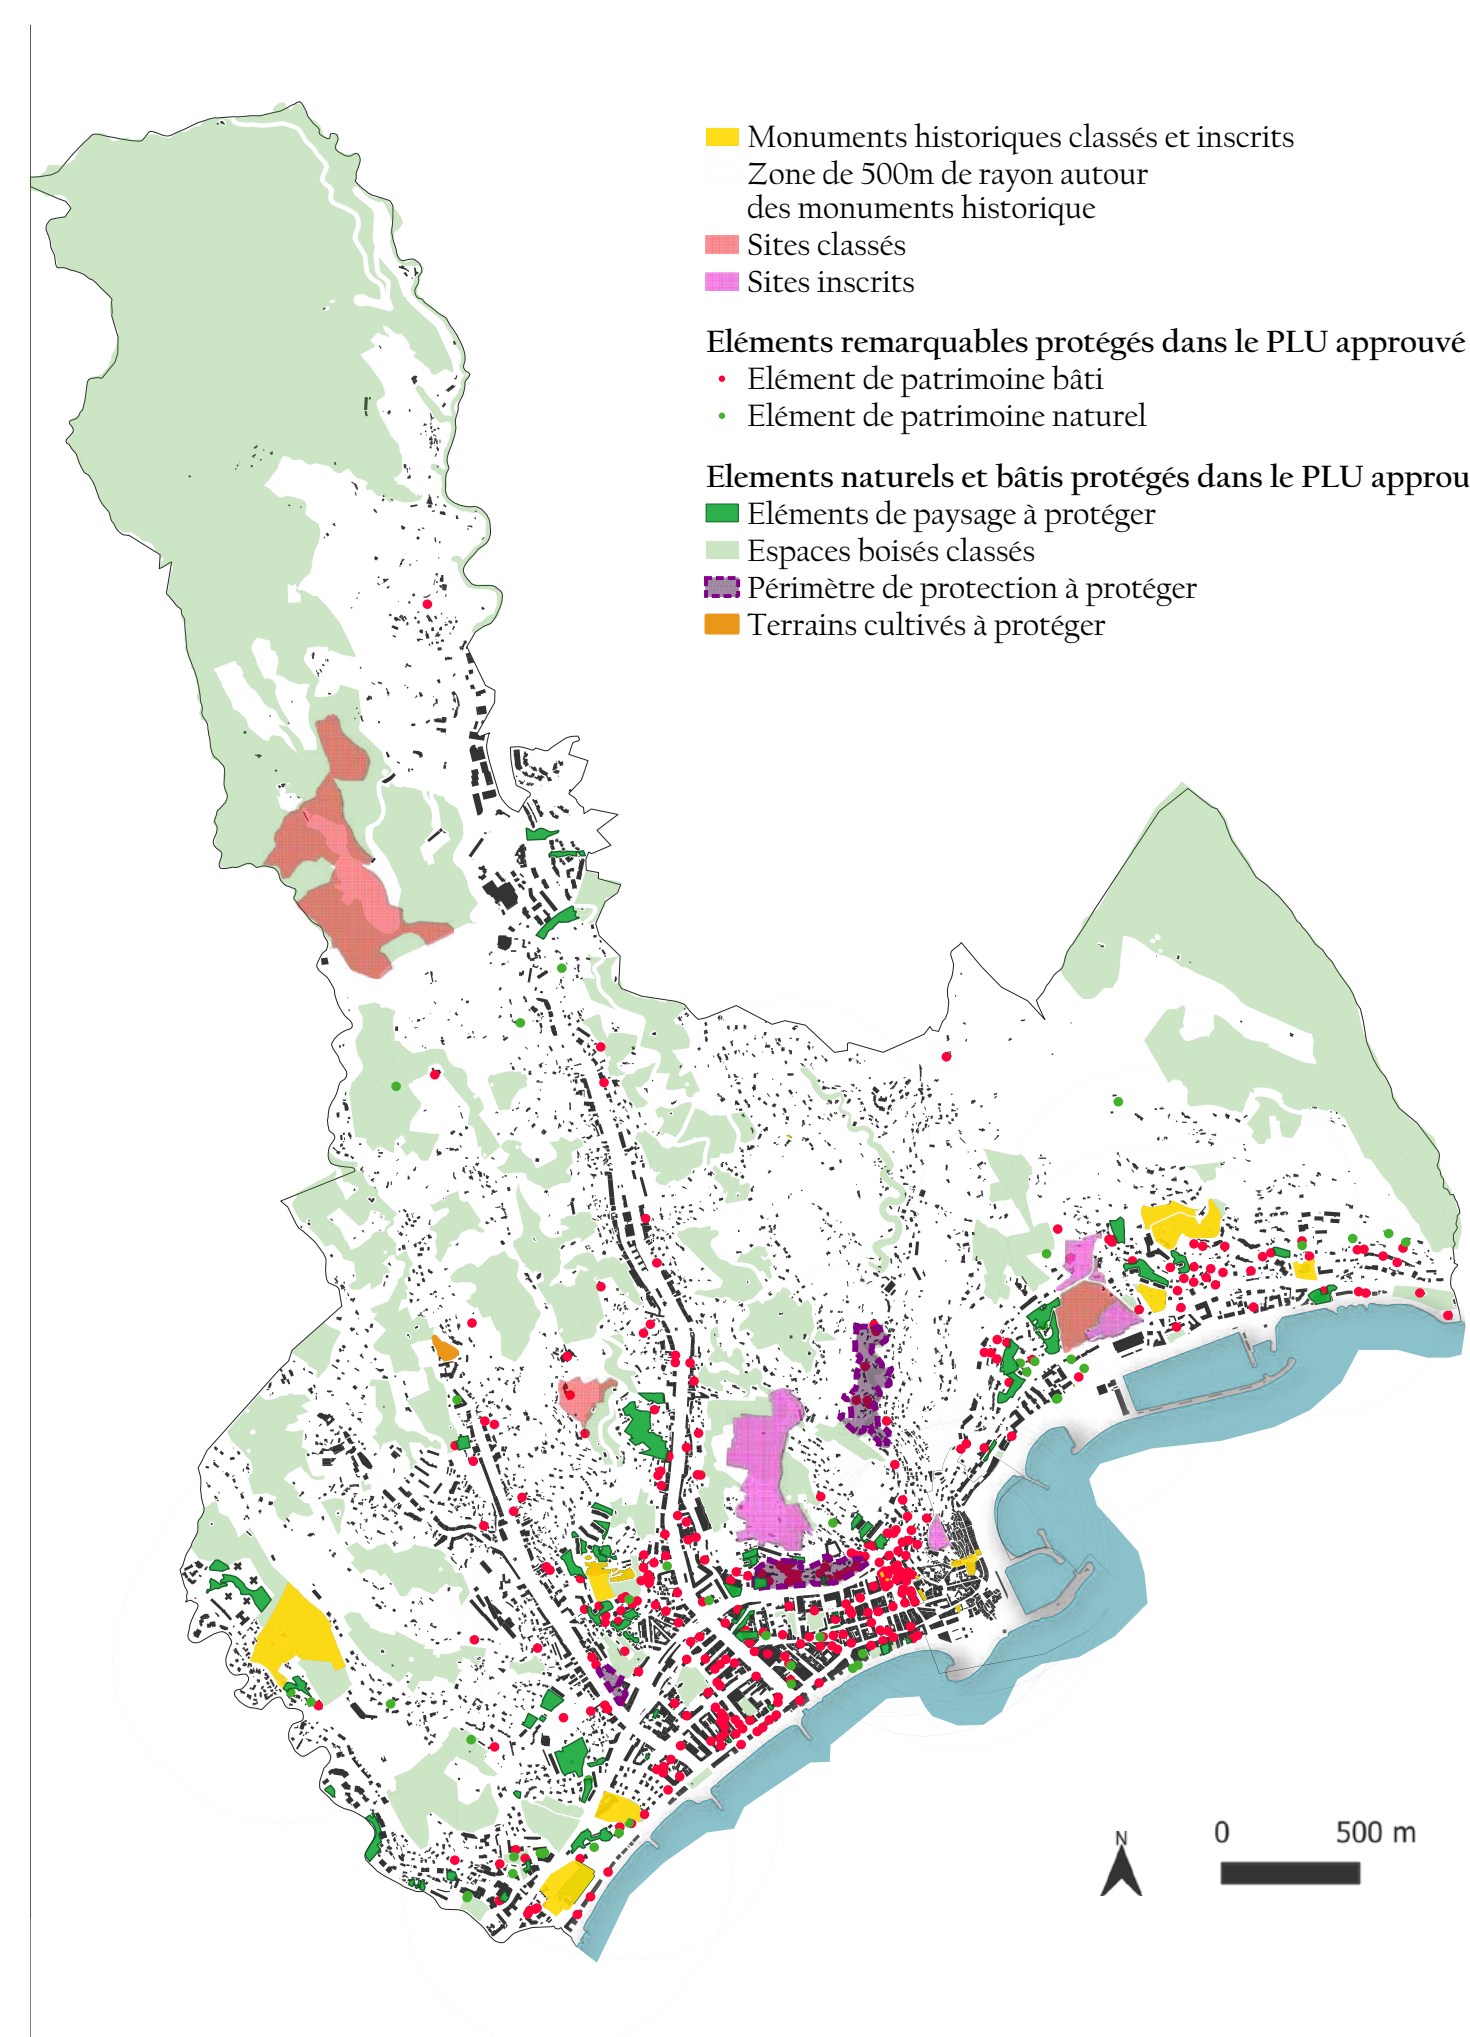 Monuments historiques classés et inscrits
Zone de 500m de rayon autour
des monuments historique
Sites classés
Sites inscrits
Eléments remarquables protégés dans le PLU approuvé
Elément de patrimoine bâti
Elément de patrimoine naturel
Elements naturels et bâtis protégés dans le PLU approu
Eléments de paysage à protéger
Espaces boisés classés
Périmètre de protection à protéger
Terrains cultivés à protéger
N
0 500 m